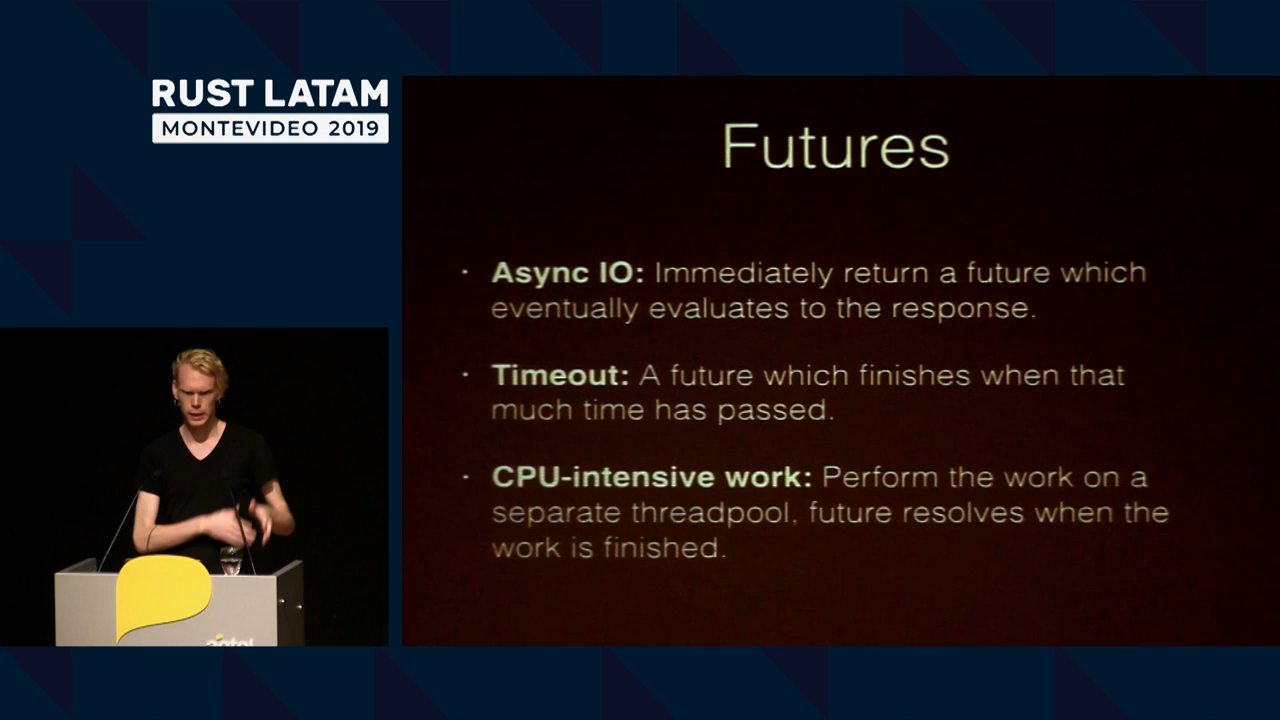 RUST LATAM
MONTEVIDEO 2019
Futures
· Async IO: Immediately return a future which
eventually evaluates to the response.
· Timeout: A future which finishes when that
much time has passed.
· CPU-intensive work: Perform the work on a
separate threadpool, future resolves when the
work is finished.